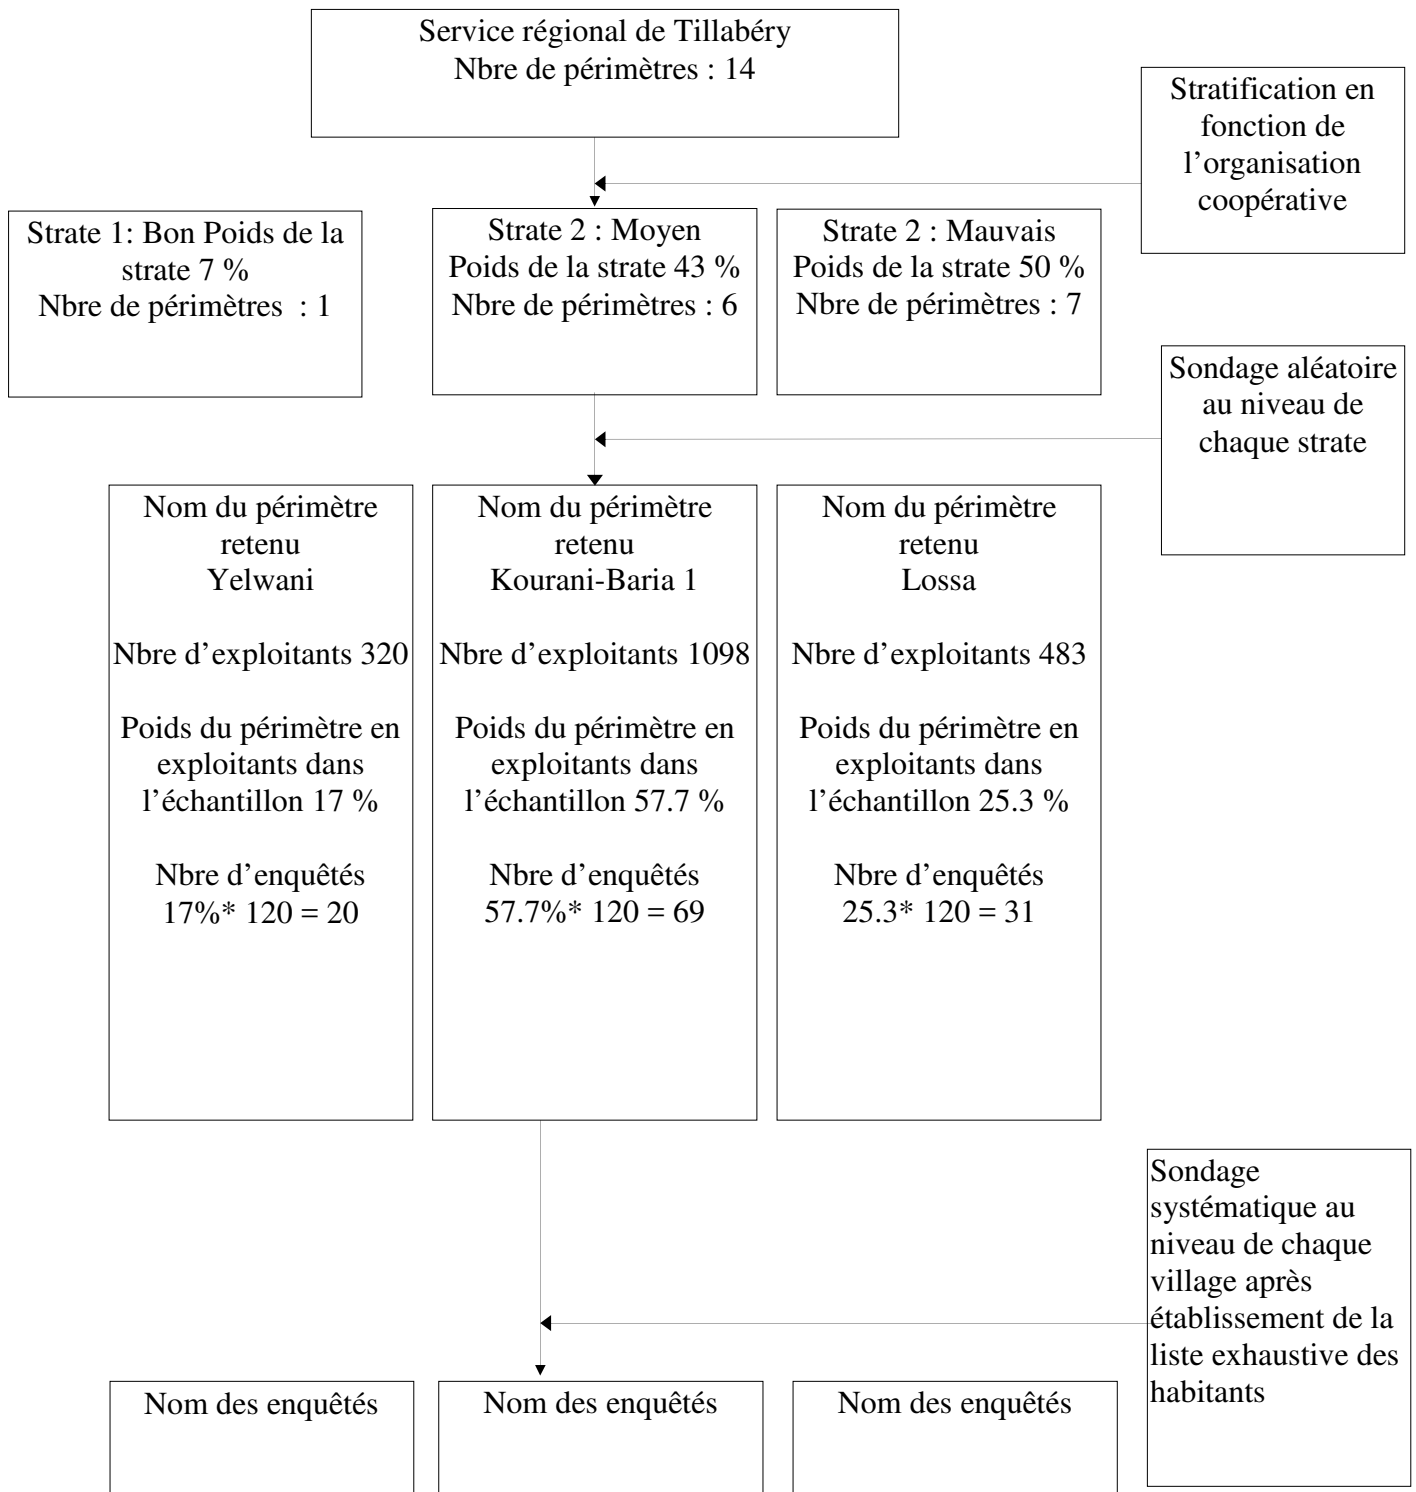 Service régional de Tillabéry
Nbre de périmètres : 14
Stratification en
fonction de
l’organisation
coopérative
Strate 1: Bon Poids de la
strate 7 %
Nbre de périmètres  : 1
Strate 2 : Moyen
Poids de la strate 43 %
Nbre de périmètres : 6
Strate 2 : Mauvais
Poids de la strate 50 %
Nbre de périmètres : 7
Sondage aléatoire
au niveau de
chaque strate
Nom du périmètre
retenu
Yelwani
Nbre d’exploitants 320
Poids du périmètre en
exploitants dans
l’échantillon 17 %
Nbre d’enquêtés
17%* 120 = 20
Nom du périmètre
retenu
Kourani-Baria 1
Nbre d’exploitants 1098
Poids du périmètre en
exploitants dans
l’échantillon 57.7 %
Nbre d’enquêtés
57.7%* 120 = 69
Nom du périmètre
retenu
Lossa
Nbre d’exploitants 483
Poids du périmètre en
exploitants dans
l’échantillon 25.3 %
Nbre d’enquêtés
25.3* 120 = 31
Sondage
systématique au
niveau de chaque
village après
établissement de la
liste exhaustive des
habitants
Nom des enquêtés
Nom des enquêtés
Nom des enquêtés